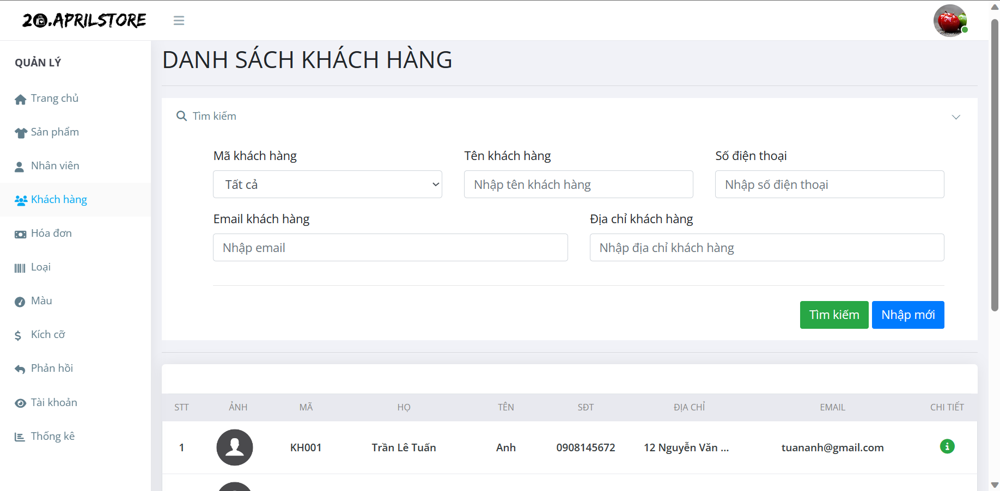 20.APRILSTORE
QUẢN LÝ
Trang chủ
Sản phẩm
Nhân viên
Khách hàng
Hóa đơn
Loại
Màu
Kích cỡ
Phản hồi
Tài khoản
Thống kê
DANH SÁCH KHÁCH HÀNG
Tìm kiếm
Mã khách hàng
Tên khách hàng
Số điện thoại
Tất cả
Nhập tên khách hàng
Nhập số điện thoại
Email khách hàng
Địa chỉ khách hàng
Nhập email
Nhập địa chỉ khách hàng
Tìm kiếm
Nhập mới
STT ẢNH MÃ HỌ TÊN SĐT ĐỊA CHỈ EMAIL CHI TIẾT
1 KH001 Trần Lê Tuấn Anh 0908145672 12 Nguyễn Văn ... tuananh@gmail.com